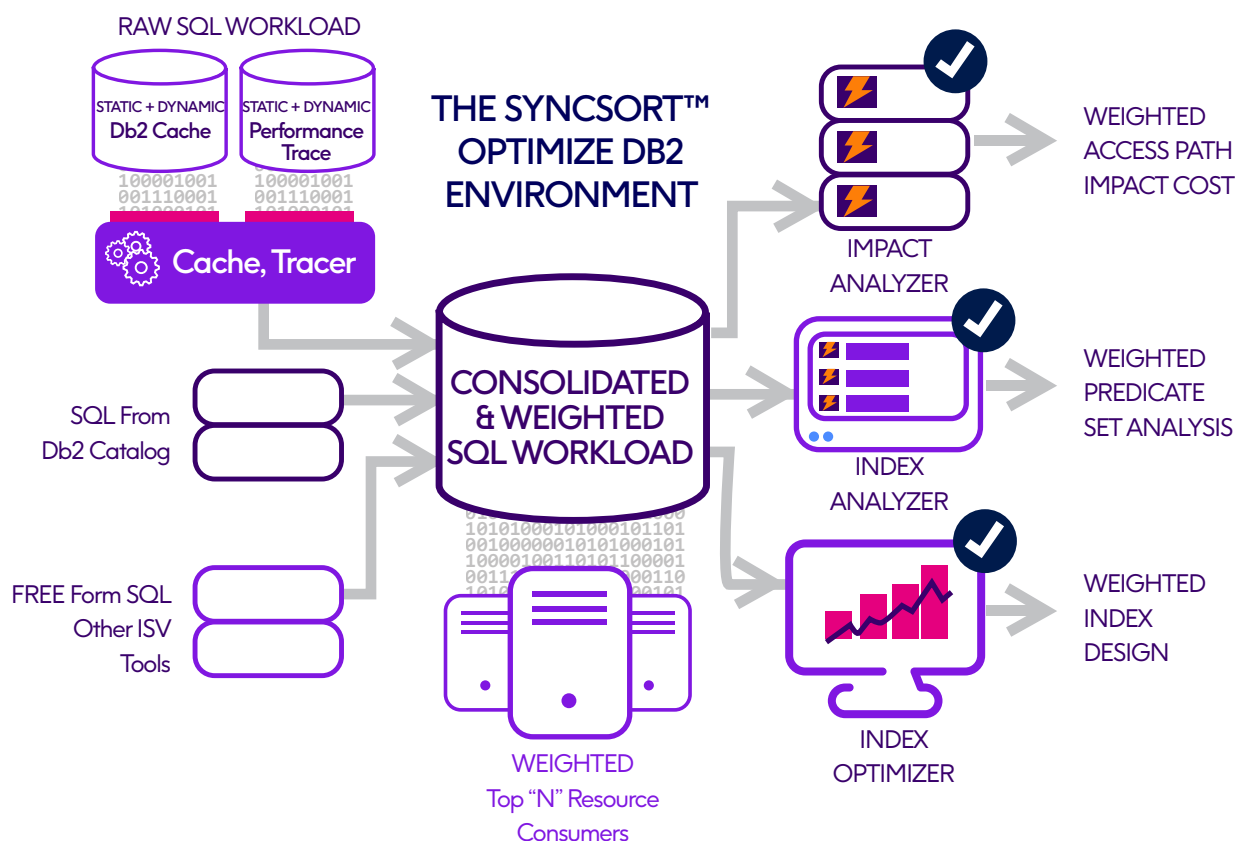 RAW SQL WORKLOAD
STATIC + DYNAMIC
Db2 Cache
STATIC + DYNAMIC
Performance
Trace
100001001
001110001
100001001
001110001
Cache, Tracer
SQL From
Db2 Catalog
FREE Form SQL
Other ISV
Tools
THE SYNCSORT™
OPTIMIZE DB2
ENVIRONMENT
CONSOLIDATED
& WEIGHTED
SQL WORKLOAD
10101000101000101101
00100000010101000101
10000100110101100001
WEIGHTED
Top “N” Resource
Consumers
IMPACT
ANALYZER
WEIGHTED
ACCESS PATH
IMPACT COST
INDEX
ANALYZER
WEIGHTED
PREDICATE
SET ANALYSIS
INDEX
OPTIMIZER
WEIGHTED
INDEX
DESIGN